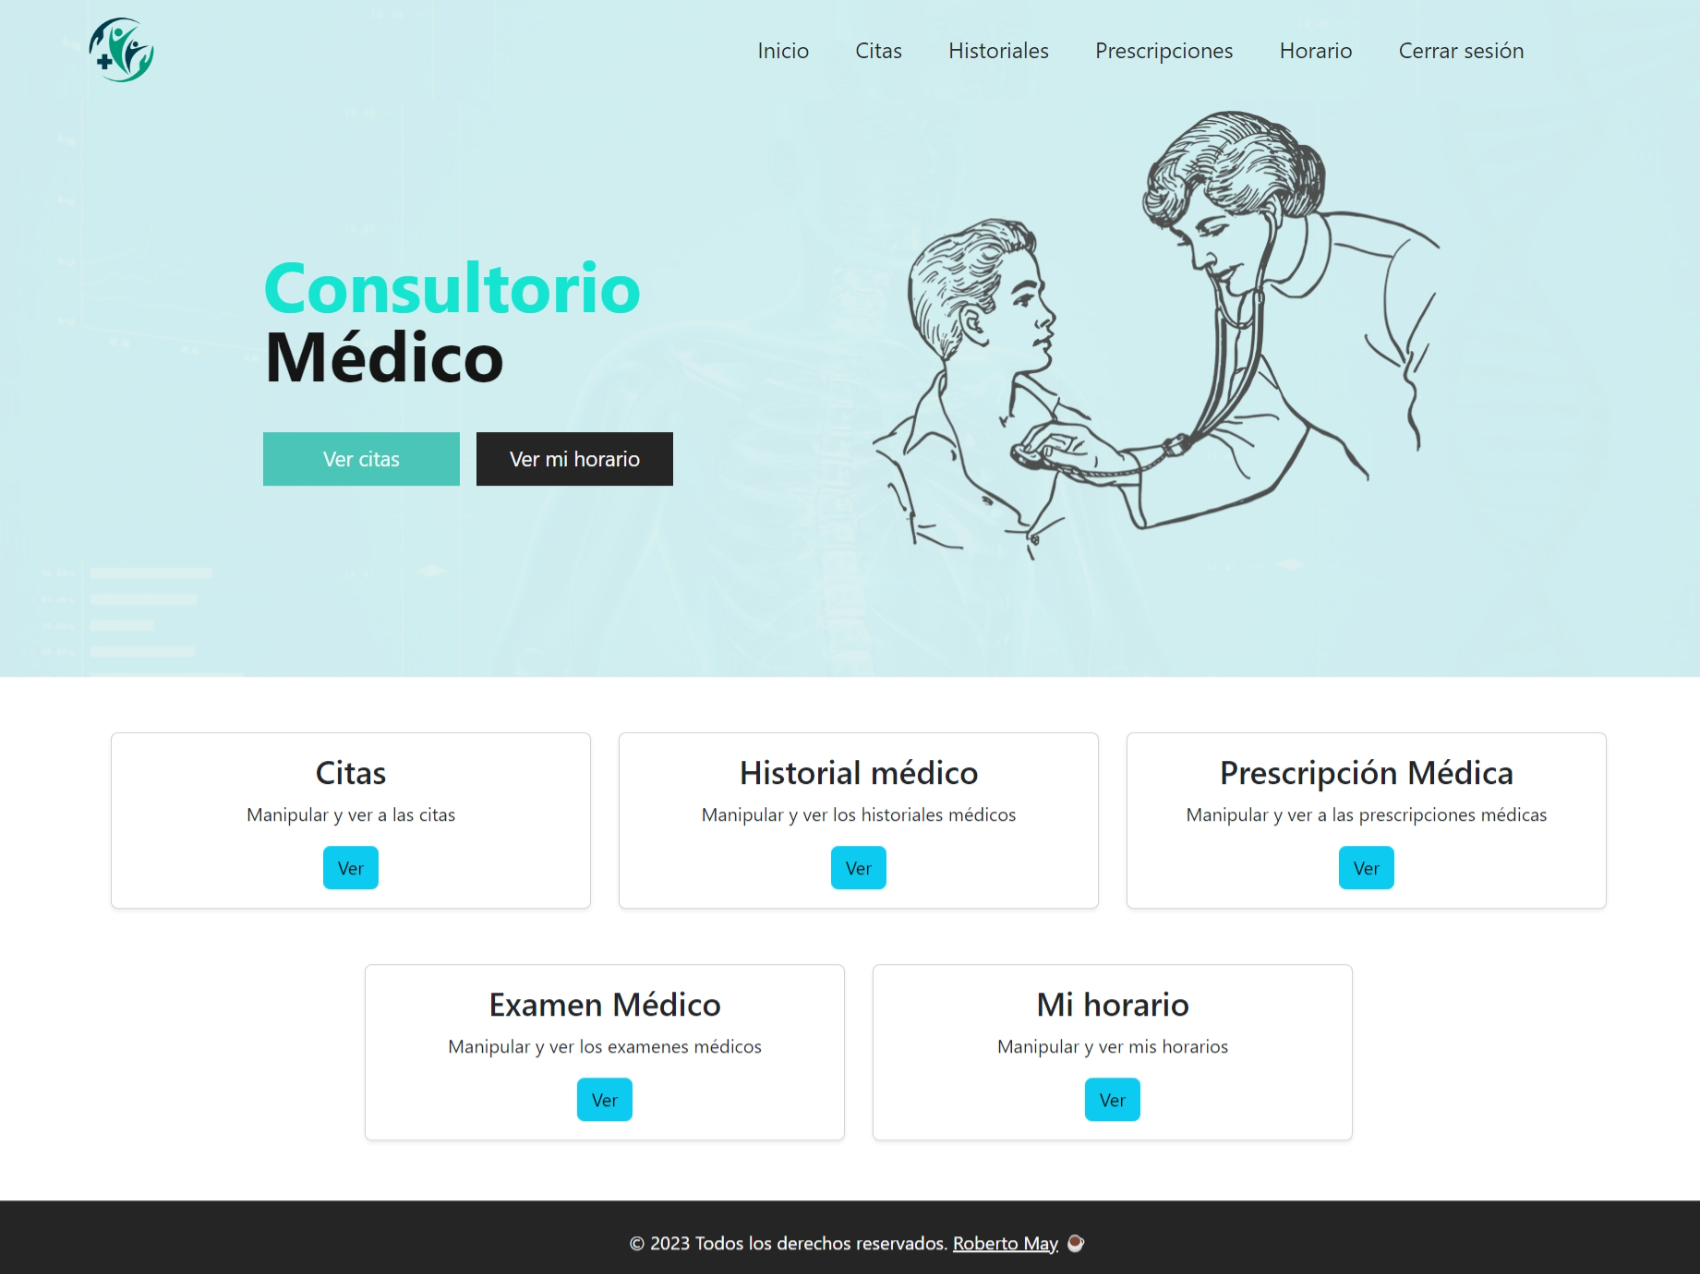 Inicio Citas Historiales Prescripciones Horario Cerrar sesión
Consultorio
Médico
Ver citas Ver mi horario
Citas
Manipular y ver a las citas
Ver
Historial médico
Manipular y ver los historiales médicos
Ver
Prescripción Médica
Manipular y ver a las prescripciones médicas
Ver
Examen Médico
Manipular y ver los examenes médicos
Ver
Mi horario
Manipular y ver mis horarios
Ver
© 2023 Todos los derechos reservados. Roberto May ☕